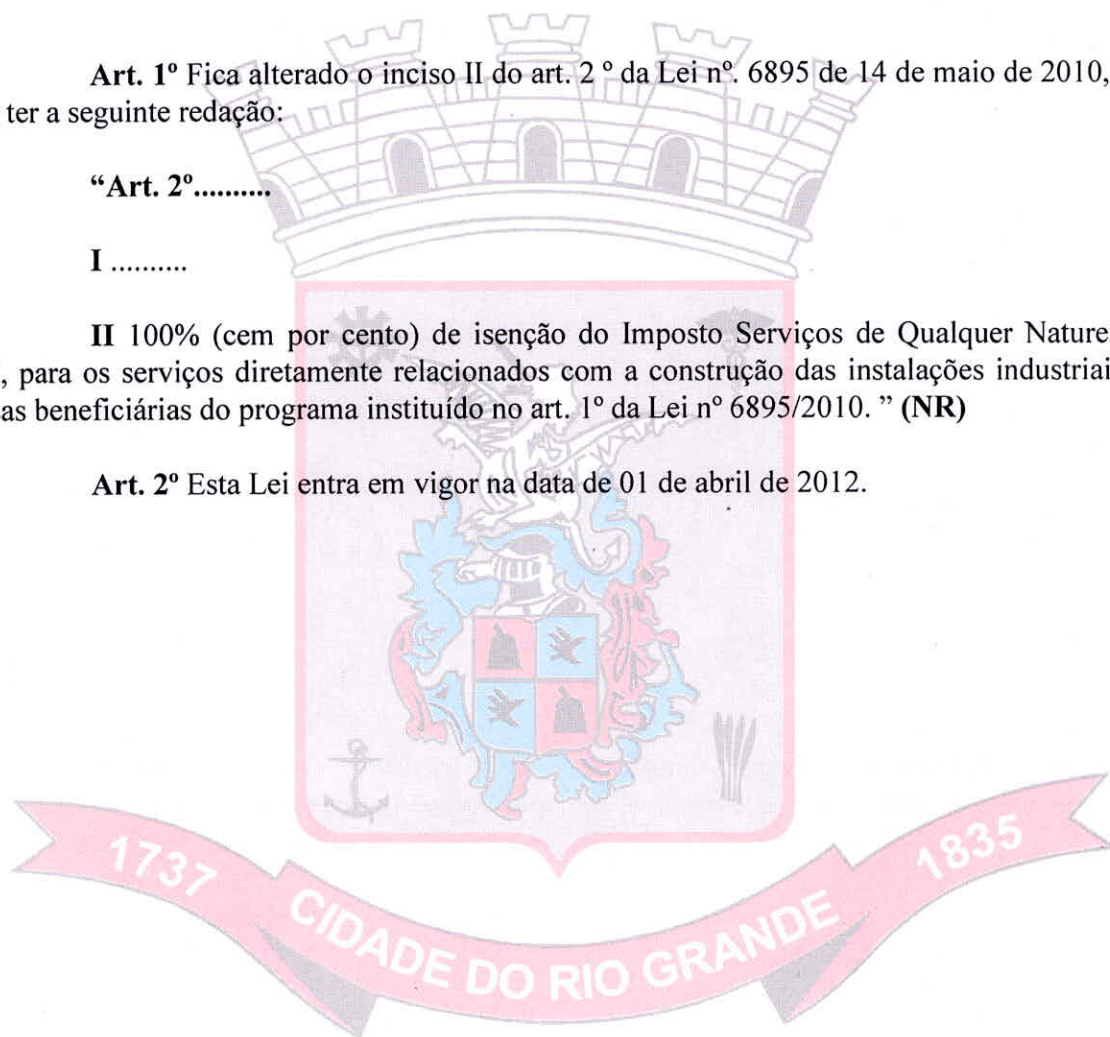 Art. 1º Fica alterado o inciso II do art. 2 º da Lei nº. 6895 de 14 de maio de 2010,
ter a seguinte redação:
“Art. 2º..........
I ..........
II 100% (cem por cento) de isenção do Imposto Serviços de Qualquer Nature
, para os serviços diretamente relacionados com a construção das instalações industriai
as beneficiárias do programa instituído no art. 1º da Lei nº 6895/2010. ” (NR)
Art. 2º Esta Lei entra em vigor na data de 01 de abril de 2012.
1737 CIDADE DO RIO GRANDE 1835